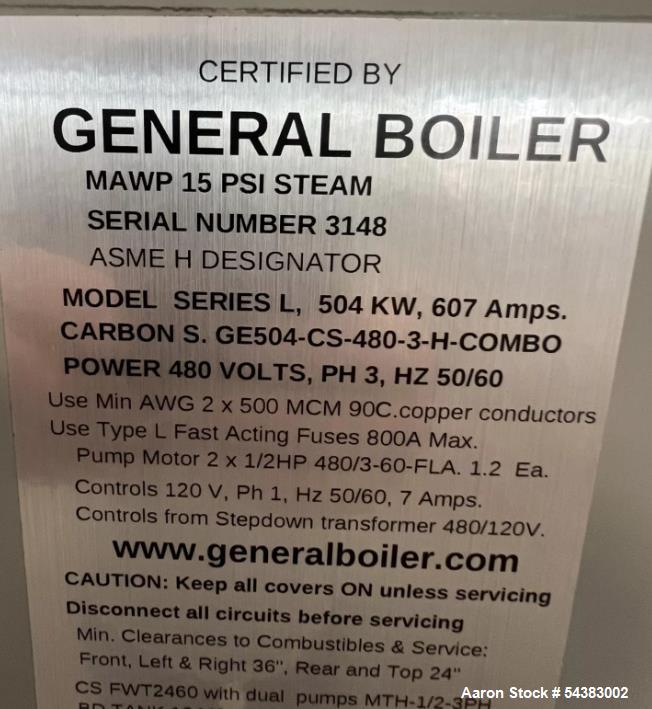 CERTIFIED BY
GENERAL BOILER
MAWP 15 PSI STEAM
SERIAL NUMBER 3148
ASME H DESIGNATOR
MODEL SERIES L, 504 KW, 607 Amps.
CARBON S. GE504-CS-480-3-H-COMBO
POWER 480 VOLTS, PH 3, HZ 50/60
Use Min AWG 2 x 500 MCM 90C.copper conductors
Use Type L Fast Acting Fuses 800A Max.
Pump Motor 2 x 1/2HP 480/3-60-FLA. 1.2 Ea.
Controls 120 V, Ph 1, Hz 50/60, 7 Amps.
Controls from Stepdown transformer 480/120V.
www.generalboiler.com
CAUTION: Keep all covers ON unless servicing
Disconnect all circuits before servicing
Min. Clearances to Combustibles & Service:
Front, Left & Right 36", Rear and Top 24"
CS FWT2460 with dual pumps MTH-1/2-3PH
BD TANK
Aaron Stock # 54383002